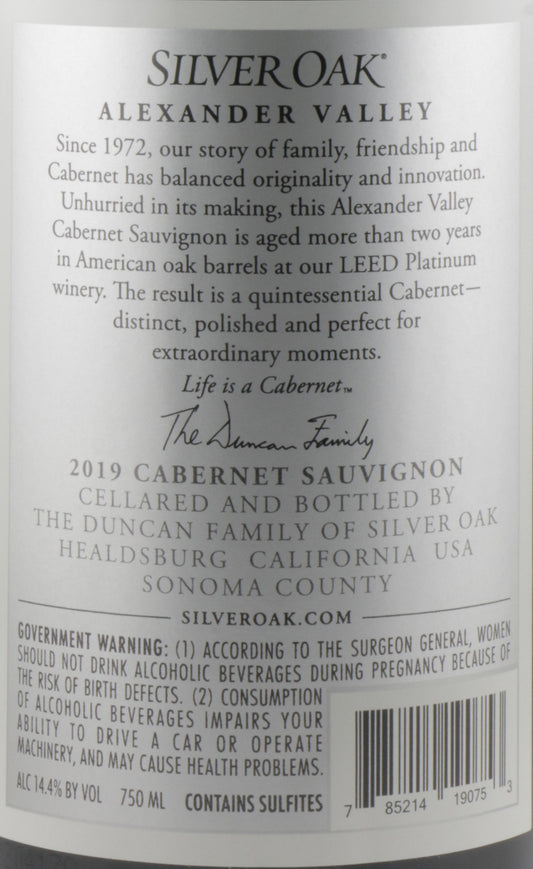 SILVER OAK®
ALEXANDER VALLEY
Since 1972, our story of family, friendship and
Cabernet has balanced originality and innovation.
Unhurried in its making, this Alexander Valley
Cabernet Sauvignon is aged more than two years
in American oak barrels at our LEED Platinum
winery. The result is a quintessential Cabernet—
distinct, polished and perfect for
extraordinary moments.
Life is a Cabernet™
The Duncan Family
2019 CABERNET SAUVIGNON
CELLARED AND BOTTLED BY
THE DUNCAN FAMILY OF SILVER OAK
HEALDSBURG CALIFORNIA USA
SONOMA COUNTY
SILVEROAK.COM
GOVERNMENT WARNING: (1) ACCORDING TO THE SURGEON GENERAL, WOMEN
SHOULD NOT DRINK ALCOHOLIC BEVERAGES DURING PREGNANCY BECAUSE OF
THE RISK OF BIRTH DEFECTS. (2) CONSUMPTION
OF ALCOHOLIC BEVERAGES IMPAIRS YOUR
ABILITY TO DRIVE A CAR OR OPERATE
MACHINERY, AND MAY CAUSE HEALTH PROBLEMS.
ALC 14.4% BY VOL 750 ML CONTAINS SULFITES
7 85214 19075 3